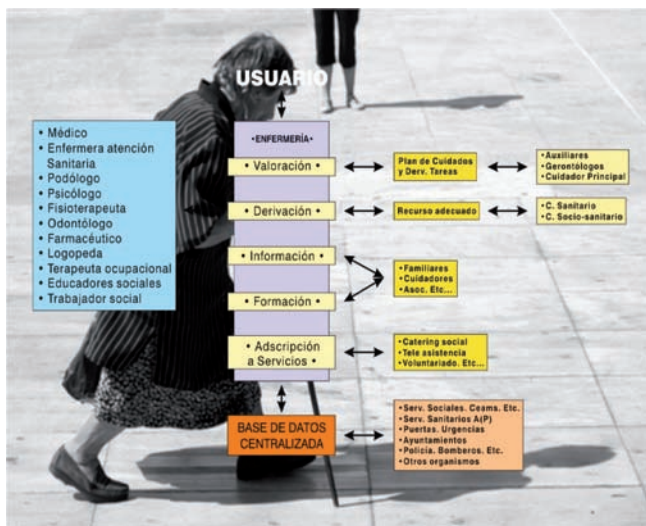 USUARIO
• Médico
• Enfermera atención
Sanitaria
• Podólogo
• Psicólogo
• Fisioterapeuta
• Odontólogo
• Farmacéutico
• Logopeda
• Terapeuta ocupacional
• Educadores sociales
• Trabajador social
•ENFERMERÍA•
• Valoración •
Plan de Cuidados
y Derv. Tareas
• Auxiliares
• Gerontólogos
• Cuidador Principal
• Derivación •
Recurso adecuado
• C. Sanitario
• C. Socio-sanitario
• Información •
• Formación •
• Familiares
• Cuidadores
• Asoc. Etc...
• Adscripción
a Servicios •
• Catering social
• Tele asistencia
• Voluntariado. Etc...
BASE DE DATOS
CENTRALIZADA
• Serv. Sociales. Ceams. Etc.
• Serv. Sanitarios A(P)
• Puertas. Urgencias
• Ayuntamientos
• Policía. Bomberos. Etc.
• Otros organismos